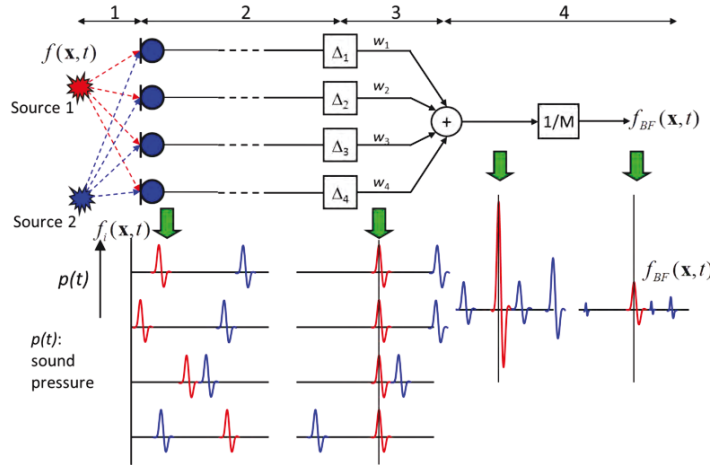 1 2 3 4
f(x,t)
Source 1
Source 2
Δ1 w1
Δ2 w2
Δ3 w3
Δ4 w4
+ 1/M fBF(x,t)
fi(x,t)
p(t)
fBF(x,t)
p(t):
sound
pressure